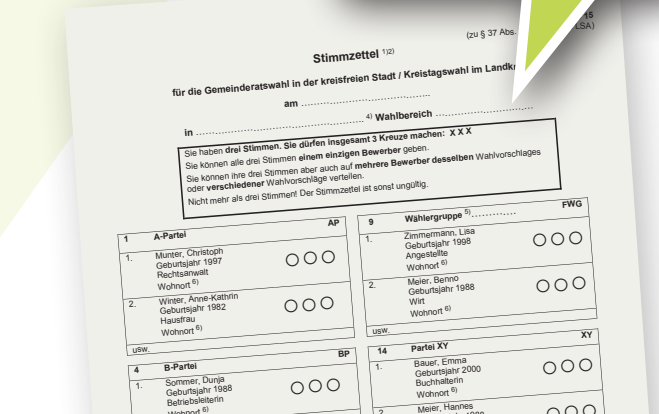 15
(zu § 37 Abs.
LSA)
Stimmzettel 1)2)
für die Gemeinderatswahl in der kreisfreien Stadt / Kreistagswahl im
am ......................................
in ................................................ 4) Wahlbereich ............................
Sie haben drei Stimmen. Sie dürfen insgesamt 3 Kreuze machen: X X X
Sie können alle drei Stimmen einem einzigen Bewerber geben.
Sie können ihre drei Stimmen aber auch auf mehrere Bewerber desselben Wahlvorschlages
oder verschiedener Wahlvorschläge verteilen.
Nicht mehr als drei Stimmen! Der Stimmzettel ist sonst ungültig.
1 A-Partei AP
1. Munter, Christoph
Geburtsjahr 1997
Rechtsanwalt
Wohnort 6)
2. Winter, Anne-Kathrin
Geburtsjahr 1982
Hausfrau
Wohnort 6)
usw.
4 B-Partei BP
1. Sommer, Dunja
Geburtsjahr 1988
Betriebsleiterin
Wohnort 6)
9 Wählergruppe 5)............ FWG
1. Zimmermann, Lisa
Geburtsjahr 1998
Angestellte
Wohnort 6)
2. Meier, Benno
Geburtsjahr 1988
Wirt
Wohnort 6)
usw.
14 Partei XY XY
1. Bauer, Emma
Geburtsjahr 2000
Buchhalterin
Wohnort 6)
2. Meier, Hannes